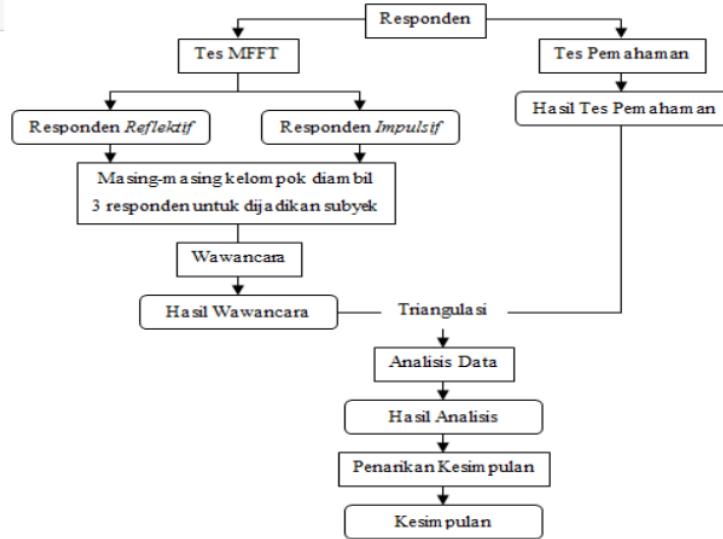 Responden
Tes MFFT
Tes Pemahaman
Responden Reflektif
Responden Impulsif
Hasil Tes Pemahaman
Masing-masing kelompok diambil
3 responden untuk dijadikan subyek
Wawancara
Hasil Wawancara
Triangulasi
Analisis Data
Hasil Analisis
Penarikan Kesimpulan
Kesimpulan